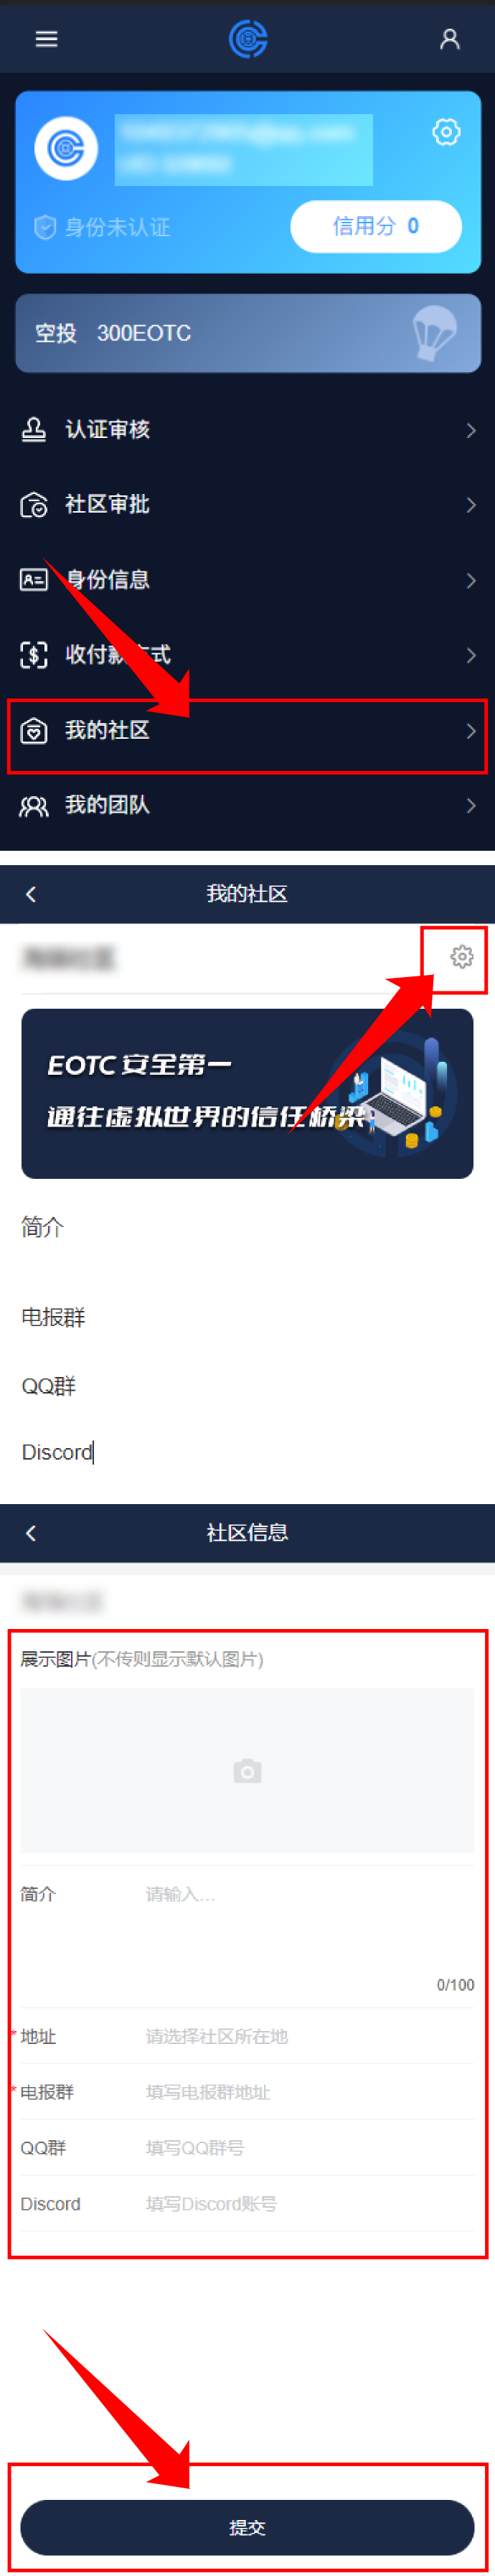 身份未认证
信用分 0
空投 300EOTC
认证审核
社区审批
身份信息
收付款方式
我的社区
我的团队
我的社区
EOTC 安全第一
通往虚拟世界的信任桥梁
简介
电报群
QQ群
Discord
社区信息
展示图片(不传则显示默认图片)
简介 请输入...
0/100
*地址 请选择社区所在地
*电报群 填写电报群地址
QQ群 填写QQ群号
Discord 填写Discord账号
提交